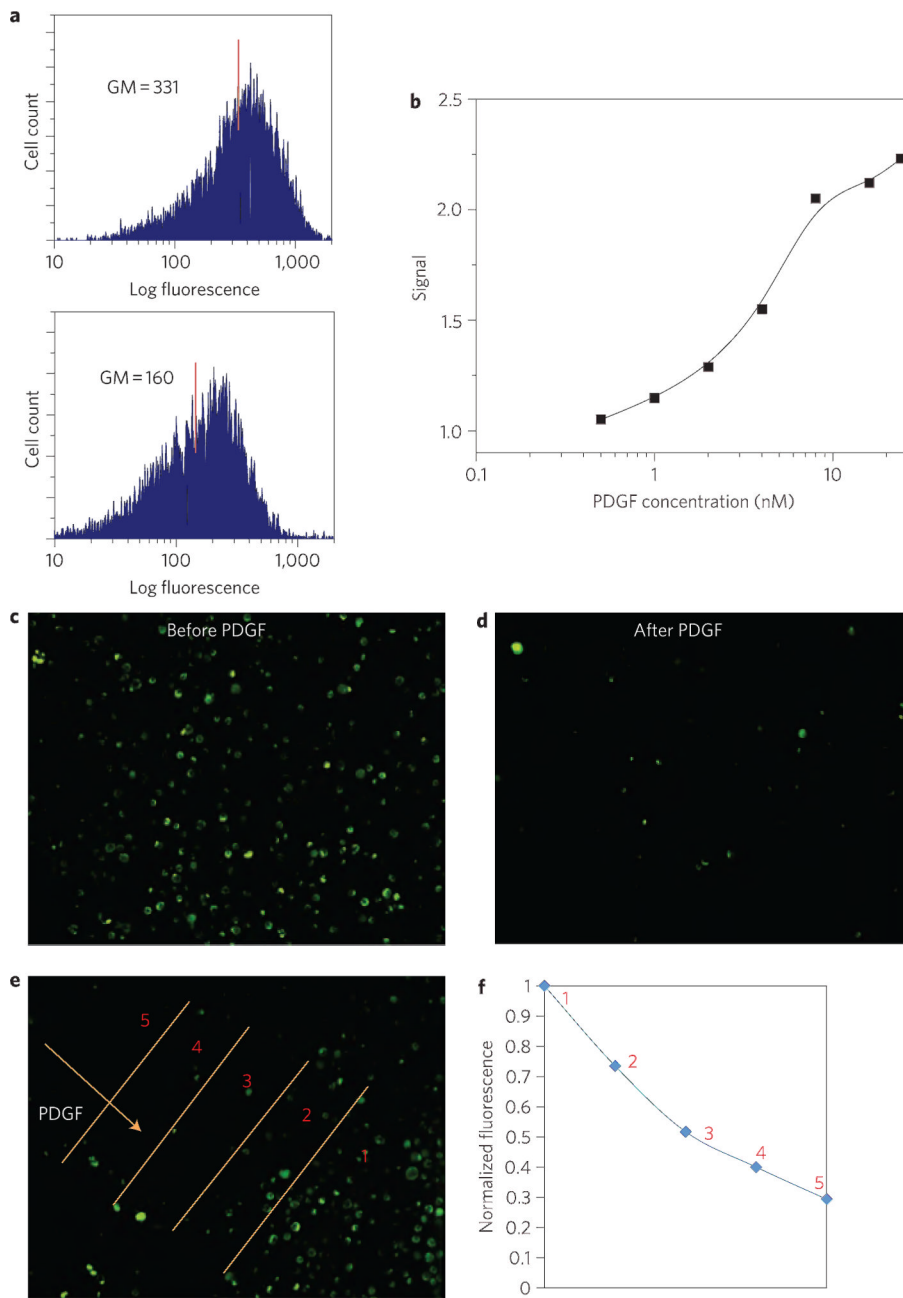 a
GM = 331
Cell count
10
100
1,000
Log fluorescence
GM = 160
Cell count
10
100
1,000
Log fluorescence
b
2.5
2.0
1.5
1.0
Signal
0.1
1
10
PDGF concentration (nM)
c
Before PDGF
d
After PDGF
e
5
4
3
2
1
PDGF
f
1
0.9
0.8
0.7
0.6
0.5
0.4
0.3
0.2
0.1
0
Normalized fluorescence
1
2
3
4
5